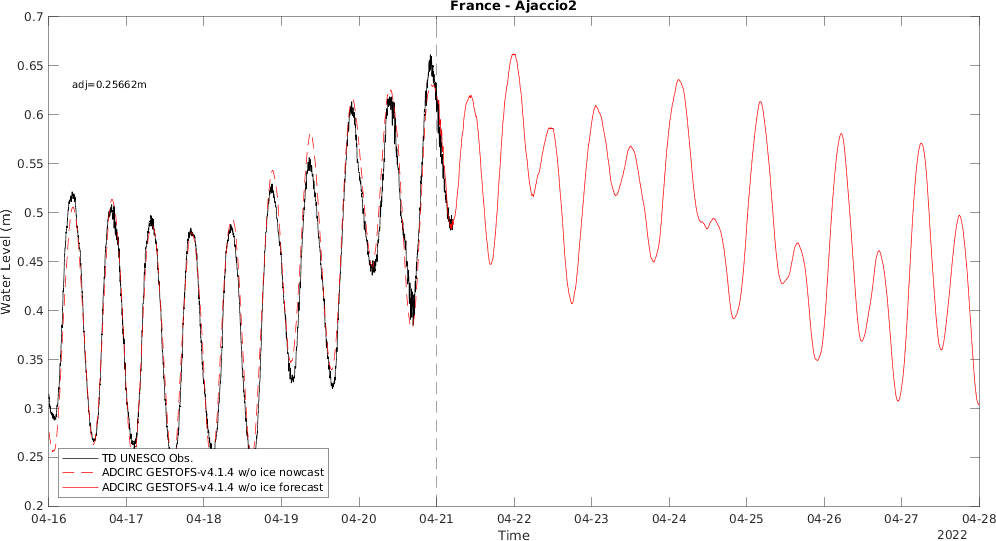 France - Ajaccio2
0.7
0.65
0.6
0.55
0.5
0.45
0.4
0.35
0.3
0.25
0.2
Water Level (m)
adj=0.25662m
TD UNESCO Obs.
ADCIRC GESTOFS-v4.1.4 w/o ice nowcast
ADCIRC GESTOFS-v4.1.4 w/o ice forecast
04-16 04-17 04-18 04-19 04-20 04-21 04-22 04-23 04-24 04-25 04-26 04-27 04-28
Time
2022